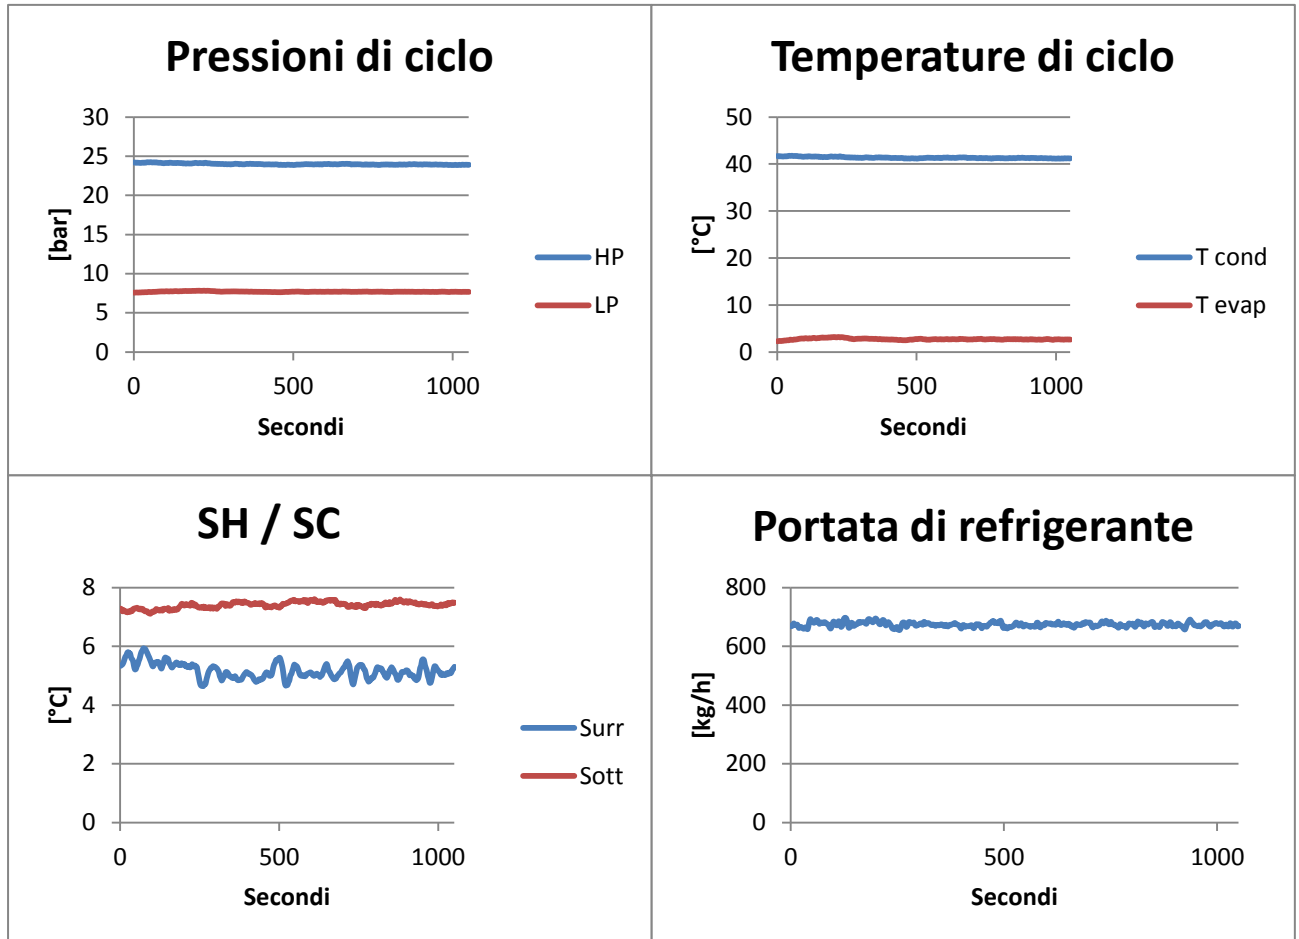 Pressioni di ciclo
30
25
20
15
10
5
0
[bar]
0 500 1000
Secondi
HP
LP
Temperature di ciclo
50
40
30
20
10
0
[°C]
0 500 1000
Secondi
T cond
T evap
SH / SC
8
6
4
2
0
[°C]
0 500 1000
Secondi
Surr
Sott
Portata di refrigerante
800
600
400
200
0
[kg/h]
0 500 1000
Secondi